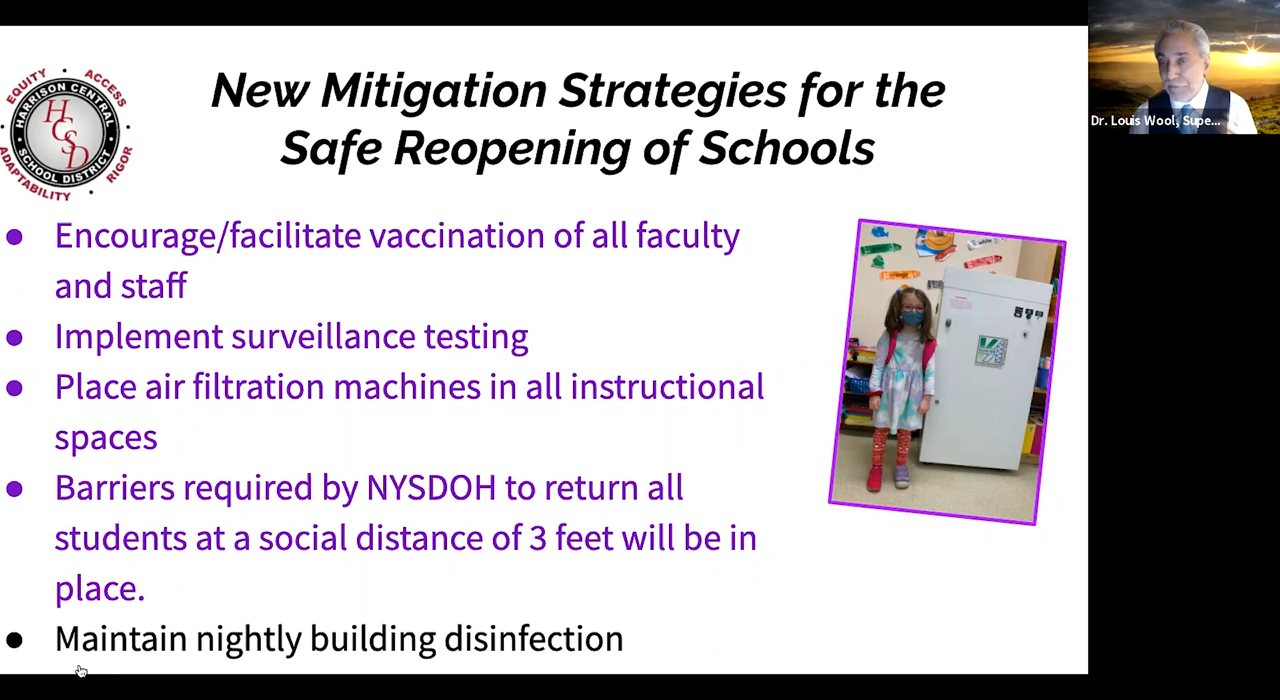 New Mitigation Strategies for the
Safe Reopening of Schools
EQUITY • ACCESS
HARRISON CENTRAL
HCSD
SCHOOL DISTRICT
ADAPTABILITY • RIGOR
• Encourage/facilitate vaccination of all faculty
and staff
• Implement surveillance testing
• Place air filtration machines in all instructional
spaces
• Barriers required by NYSDOH to return all
students at a social distance of 3 feet will be in
place.
• Maintain nightly building disinfection
white
Dr. Louis Wool, Supe...